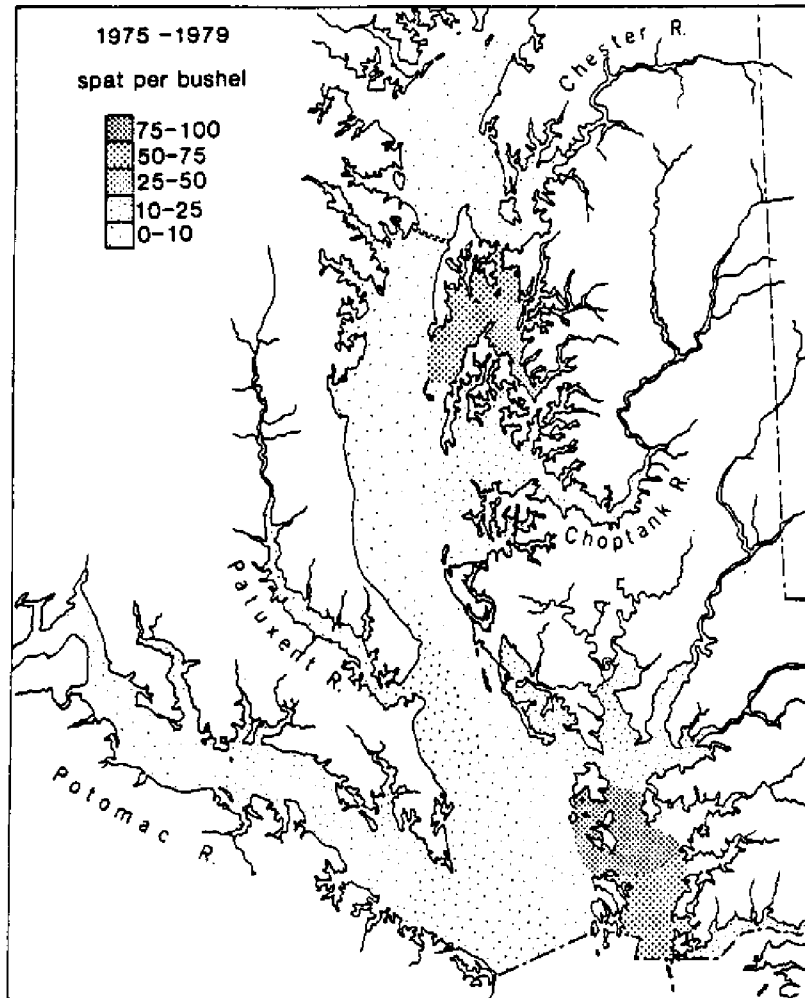 1975 - 1979
spat per bushel
75-100
50-75
25-50
10-25
0-10
Chester R.
Choptank R.
Patuxent R.
Potomac R.